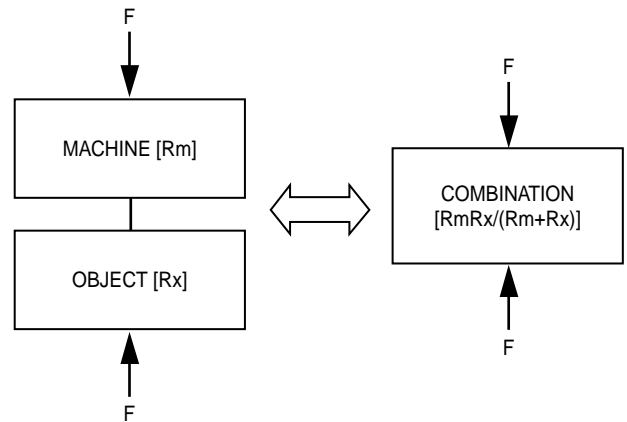 F
MACHINE [Rm]
OBJECT [Rx]
F
F
COMBINATION
[RmRx/(Rm+Rx)]
F